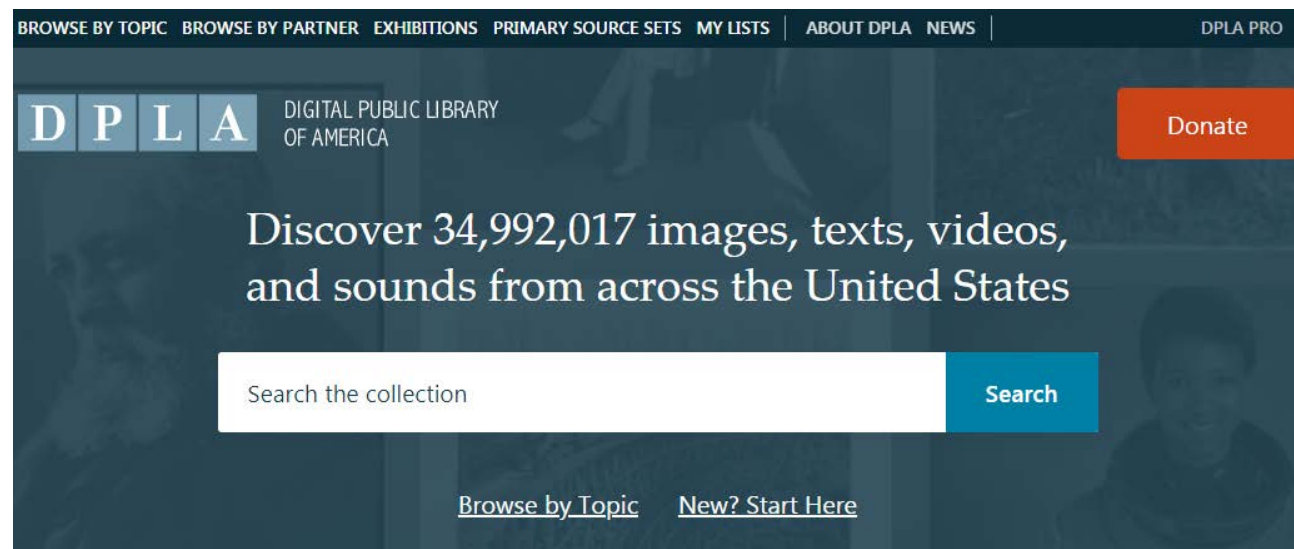 BROWSE BY TOPIC BROWSE BY PARTNER EXHIBITIONS PRIMARY SOURCE SETS MY LISTS ABOUT DPLA NEWS DPLA PRO
DPLA
DIGITAL PUBLIC LIBRARY
OF AMERICA
Donate
Discover 34,992,017 images, texts, videos,
and sounds from across the United States
Search the collection
Search
Browse by Topic New? Start Here